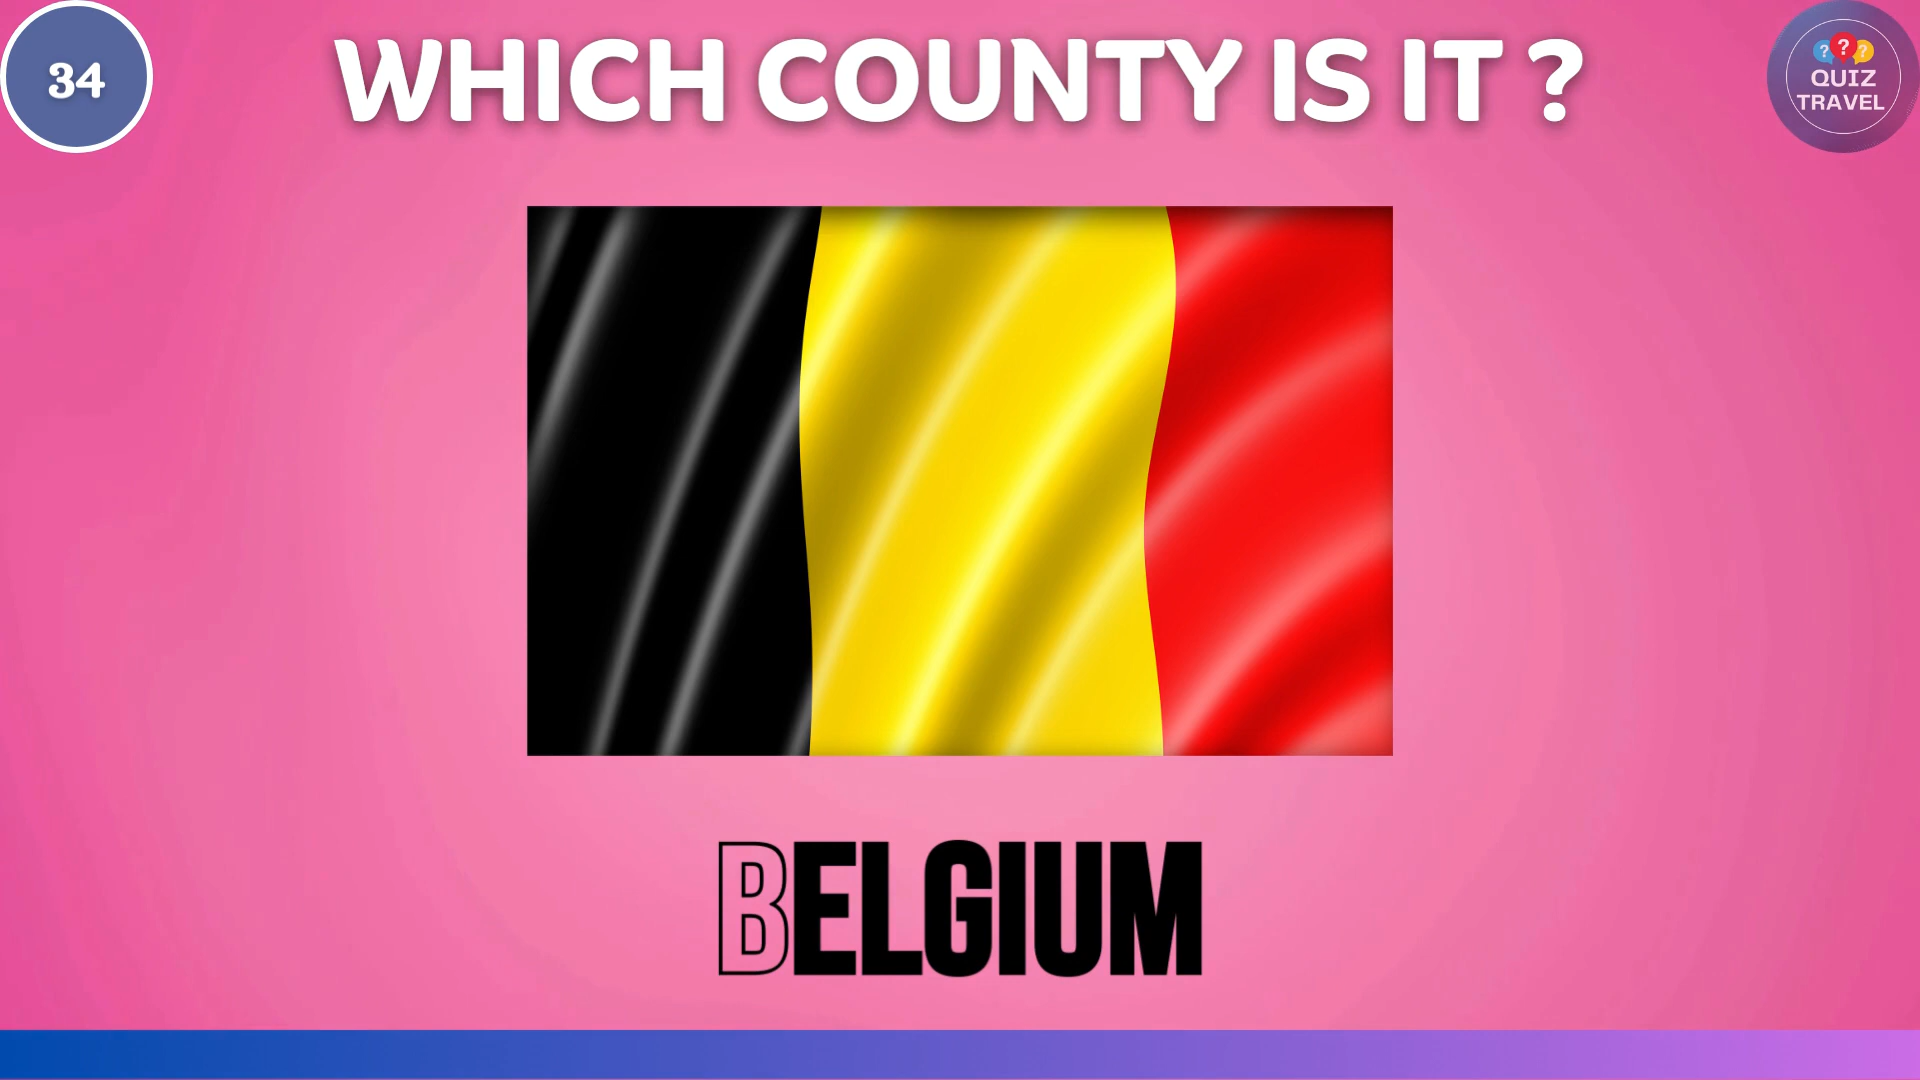 34
WHICH COUNTY IS IT ?
? ? ?
QUIZ
TRAVEL
BELGIUM